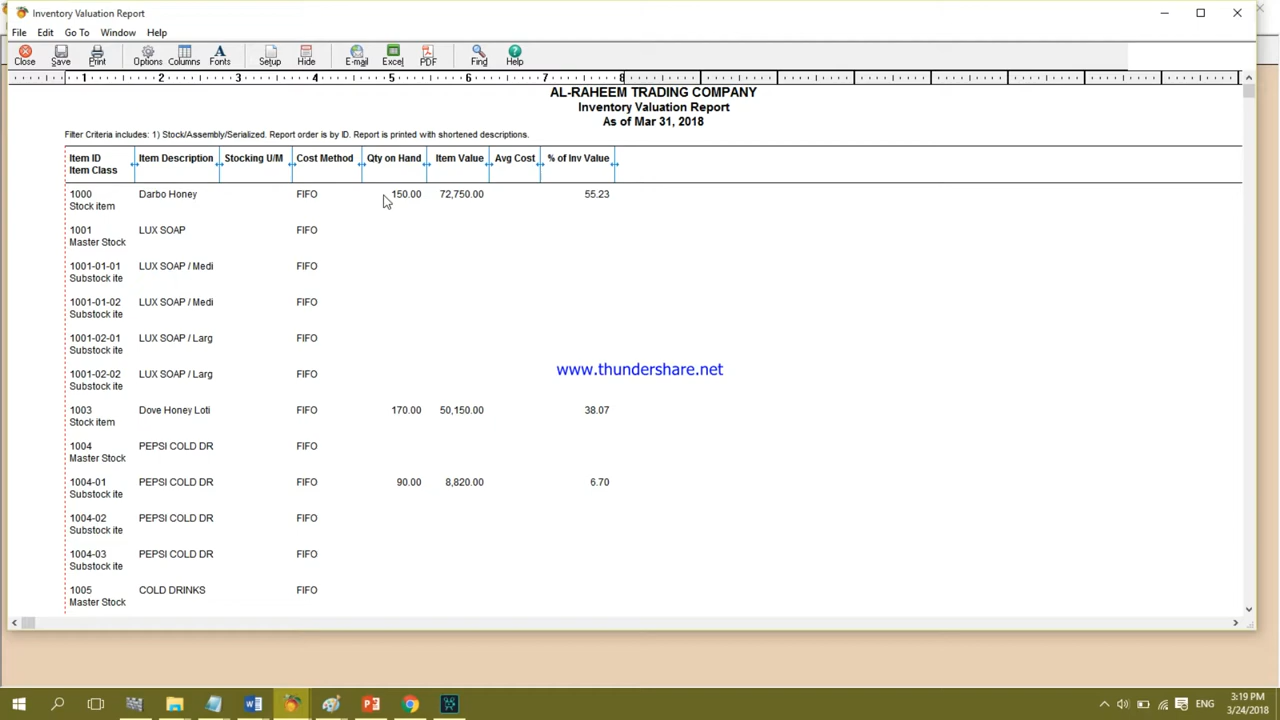 Inventory Valuation Report
File Edit Go To Window Help
Close Save Print Options Columns Fonts Setup Hide E-mail Excel PDF Find Help
1 2 3 4 5 6 7 8
AL-RAHEEM TRADING COMPANY
Inventory Valuation Report
As of Mar 31, 2018
Filter Criteria includes: 1) Stock/Assembly/Serialized. Report order is by ID. Report is printed with shortened descriptions.
Item ID Item Description Stocking U/M Cost Method Qty on Hand Item Value Avg Cost % of Inv Value
Item Class
1000 Darbo Honey FIFO 150.00 72,750.00 55.23
Stock item
1001 LUX SOAP FIFO
Master Stock
1001-01-01 LUX SOAP / Medi FIFO
Substock ite
1001-01-02 LUX SOAP / Medi FIFO
Substock ite
1001-02-01 LUX SOAP / Larg FIFO
Substock ite
www.thundershare.net
1001-02-02 LUX SOAP / Larg FIFO
Substock ite
1003 Dove Honey Loti FIFO 170.00 50,150.00 38.07
Stock item
1004 PEPSI COLD DR FIFO
Master Stock
1004-01 PEPSI COLD DR FIFO 90.00 8,820.00 6.70
Substock ite
1004-02 PEPSI COLD DR FIFO
Substock ite
1004-03 PEPSI COLD DR FIFO
Substock ite
1005 COLD DRINKS FIFO
Master Stock
ENG
3:19 PM
3/24/2018